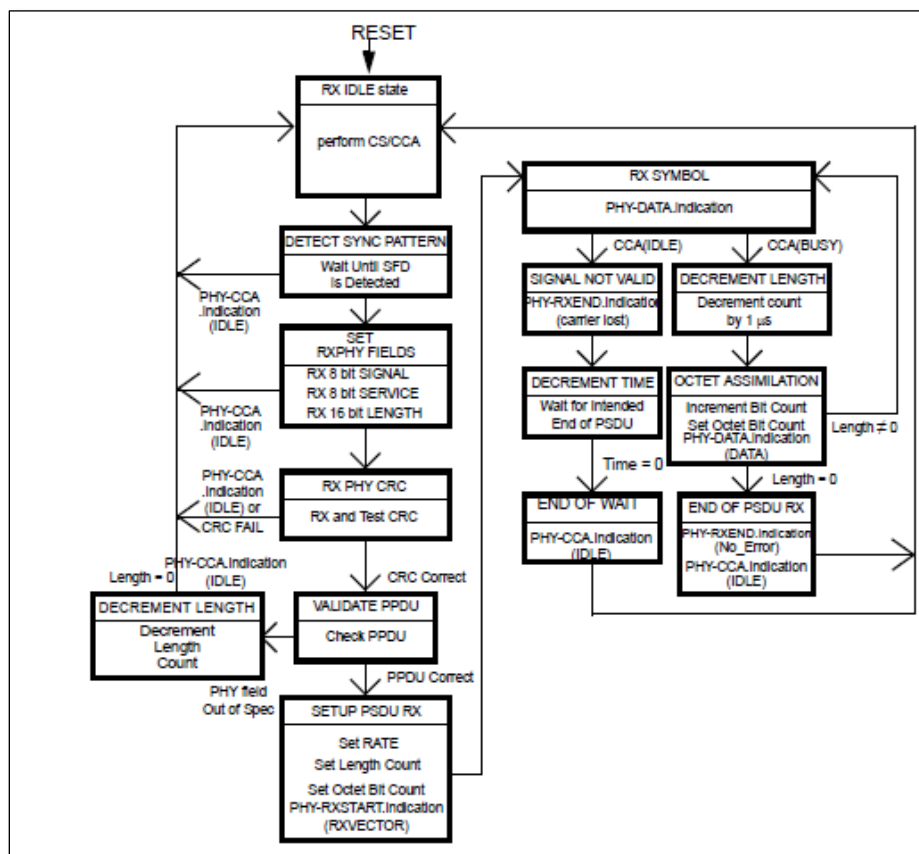 RESET
RX IDLE state
perform CS/CCA
DETECT SYNC PATTERN
Wait Until SFD
is Detected
PHY-CCA
.indication
(IDLE)
SET
RXPHY FIELDS
RX 8 bit SIGNAL
RX 8 bit SERVICE
RX 16 bit LENGTH
PHY-CCA
.indication
(IDLE)
RX PHY CRC
RX and Test CRC
PHY-CCA
.indication
(IDLE) or
CRC FAIL
CRC Correct
VALIDATE PPDU
Check PPDU
PHY-CCA.indication
(IDLE)
Length = 0
DECREMENT LENGTH
Decrement
Length
Count
PHY field
Out of Spec
PPDU Correct
SETUP PSDU RX
Set RATE
Set Length Count
Set Octet Bit Count
PHY-RXSTART.indication
(RXVECTOR)
RX SYMBOL
PHY-DATA.indication
CCA(IDLE)
SIGNAL NOT VALID
PHY-RXEND.indication
(carrier lost)
DECREMENT TIME
Wait for Intended
End of PSDU
Time = 0
END OF WAIT
PHY-CCA.indication
(IDLE)
CCA(BUSY)
DECREMENT LENGTH
Decrement count
by 1 µs
OCTET ASSIMILATION
Increment Bit Count
Set Octet Bit Count
PHY-DATA.indication
(DATA)
Length ≠ 0
Length = 0
END OF PSDU RX
PHY-RXEND.indication
(No_Error)
PHY-CCA.indication
(IDLE)